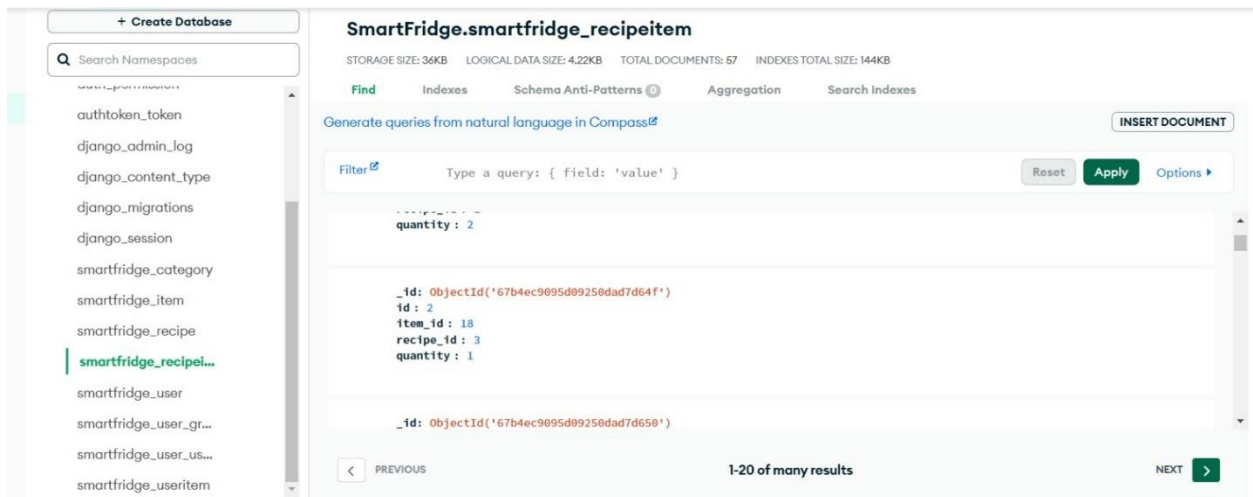 + Create Database
Search Namespaces
auth_permission
authtoken_token
django_admin_log
django_content_type
django_migrations
django_session
smartfridge_category
smartfridge_item
smartfridge_recipe
smartfridge_recipei...
smartfridge_user
smartfridge_user_gr...
smartfridge_user_us...
smartfridge_useritem
SmartFridge.smartfridge_recipeitem
STORAGE SIZE: 36KB LOGICAL DATA SIZE: 4.22KB TOTAL DOCUMENTS: 57 INDEXES TOTAL SIZE: 144KB
Find Indexes Schema Anti-Patterns 0 Aggregation Search Indexes
Generate queries from natural language in Compass
INSERT DOCUMENT
Filter Type a query: { field: 'value' } Reset Apply Options
quantity : 2
_id: ObjectId('67b4ec9095d09250dad7d64f')
id : 2
item_id : 18
recipe_id : 3
quantity : 1
_id: ObjectId('67b4ec9095d09250dad7d650')
PREVIOUS 1-20 of many results NEXT